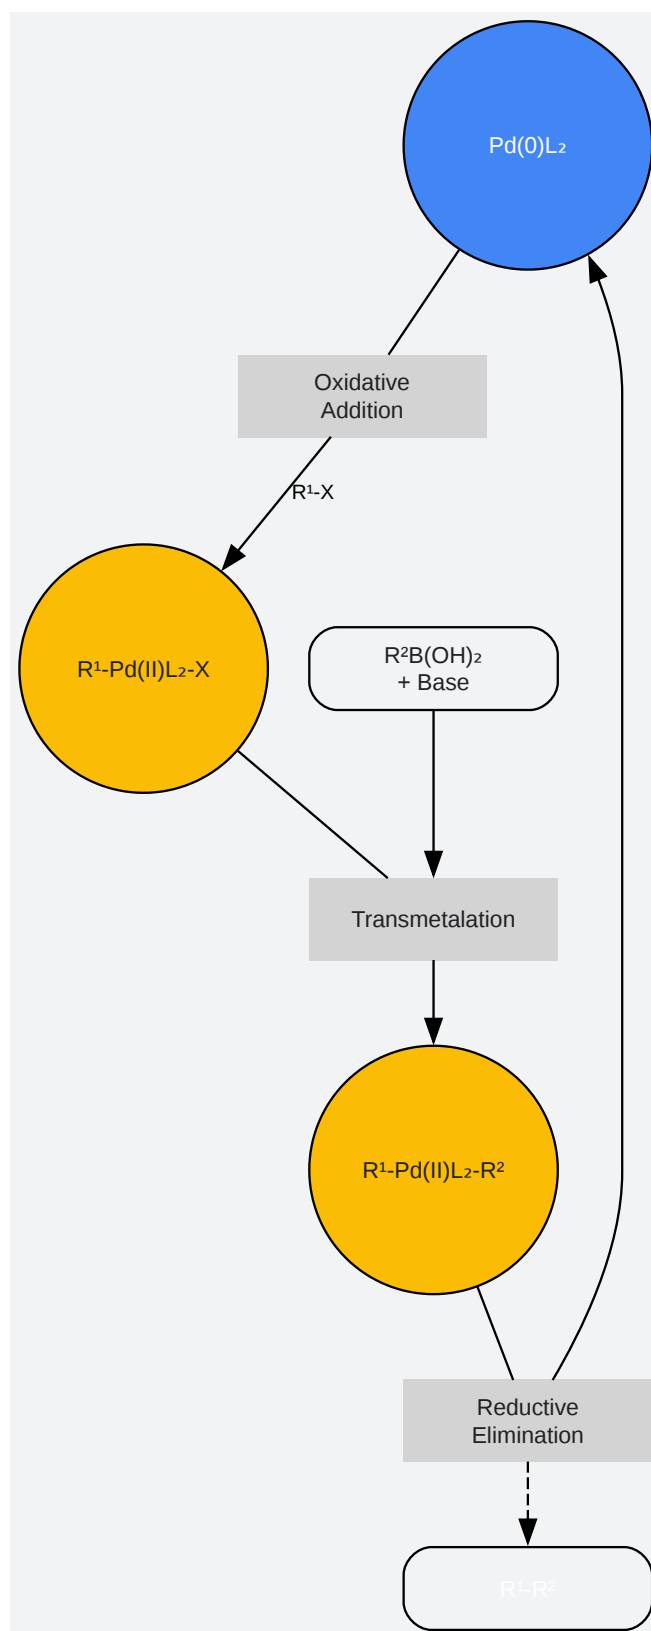 Pd(0)L₂
Oxidative
Addition
R¹-X
R¹-Pd(II)L₂-X
R²B(OH)₂
+ Base
Transmetalation
R¹-Pd(II)L₂-R²
Reductive
Elimination
R¹-R²